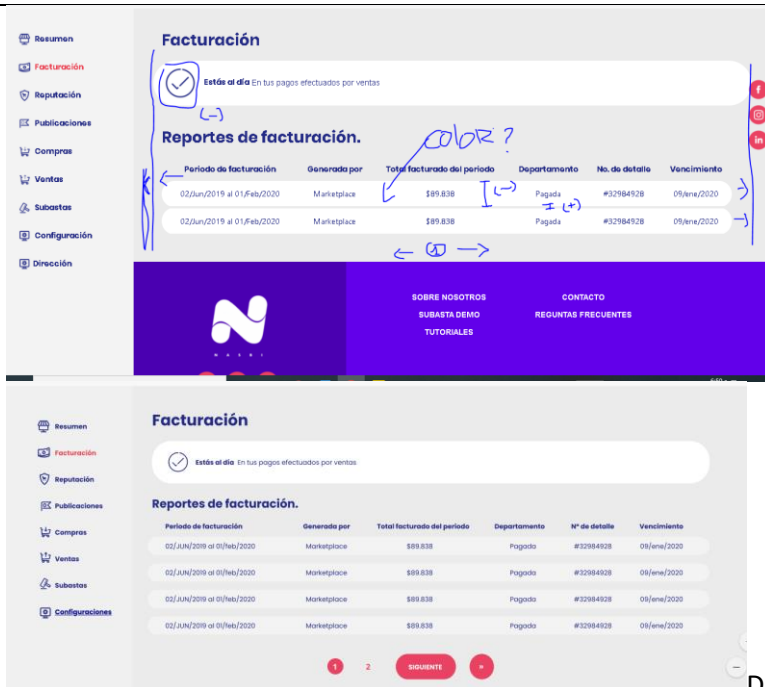 Resumen
Facturación
Reputación
Publicaciones
Compras
Ventas
Subastas
Configuración
Dirección
Facturación
Estás al día En tus pagos efectuados por ventas
(-)
Reportes de facturación.
COlOR?
Periodo de facturación Generada por Total facturado del periodo Departamento No. de detalle Vencimiento
02/Jun/2019 al 01/Feb/2020 Marketplace $89.838 Pagada #32984928 09/ene/2020
(-)
(+)
02/Jun/2019 al 01/Feb/2020 Marketplace $89.838 Pagada #32984928 09/ene/2020
SOBRE NOSOTROS CONTACTO
SUBASTA DEMO REGUNTAS FRECUENTES
TUTORIALES
Resumen
Facturación
Reputación
Publicaciones
Compras
Ventas
Subastas
Configuraciones
Facturación
Estás al día En tus pagos efectuados por ventas
Reportes de facturación.
Periodo de facturación Generada por Total facturado del periodo Departamento N° de detalle Vencimiento
02/JUN/2019 al 01/feb/2020 Marketplace $89.838 Pagado #32984928 09/ene/2020
02/JUN/2019 al 01/feb/2020 Marketplace $89.838 Pagado #32984928 09/ene/2020
02/JUN/2019 al 01/feb/2020 Marketplace $89.838 Pagado #32984928 09/ene/2020
02/JUN/2019 al 01/feb/2020 Marketplace $89.838 Pagado #32984928 09/ene/2020
1 2 SIGUIENTE »
D